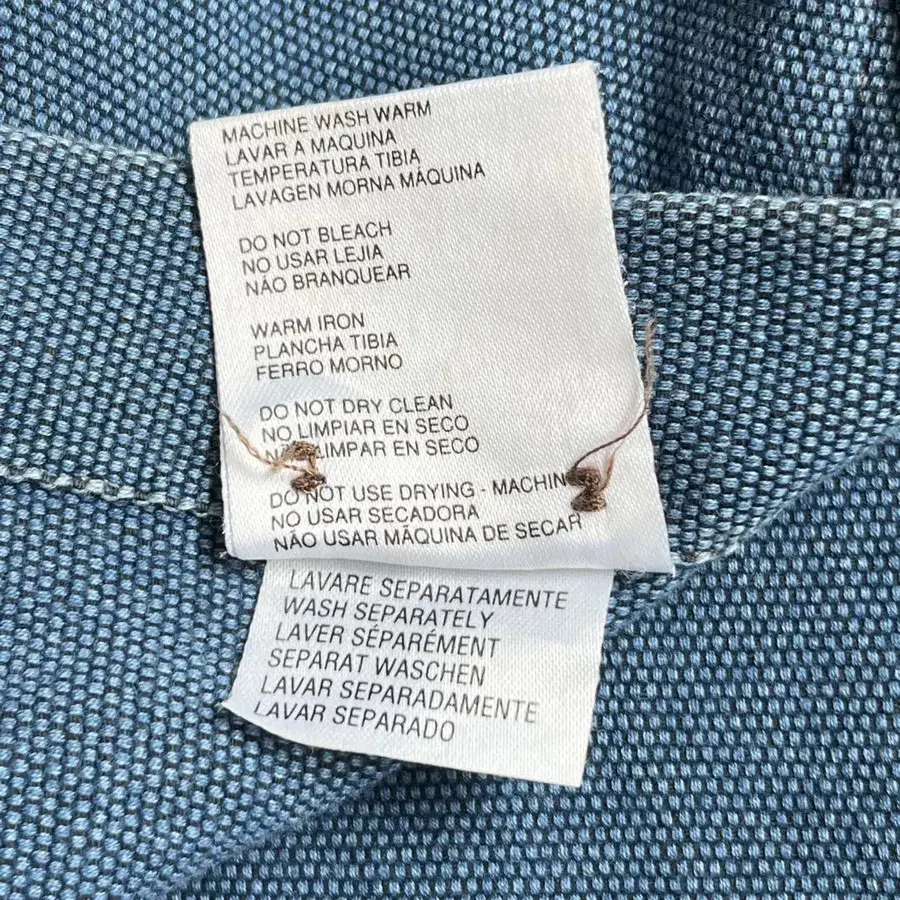 MACHINE WASH WARM
LAVAR A MAQUINA
TEMPERATURA TIBIA
LAVAGEN MORNA MÁQUINA
DO NOT BLEACH
NO USAR LEJIA
NÃO BRANQUEAR
WARM IRON
PLANCHA TIBIA
FERRO MORNO
DO NOT DRY CLEAN
NO LIMPIAR EN SECO
LIMPAR EN SECO
DO NOT USE DRYING - MACHIN
NO USAR SECADORA
NÃO USAR MÃQUINA DE SECAR
LAVARE SEPARATAMENTE
WASH SEPARATELY
LAVER SÉPARÉMENT
SEPARAT WASCHEN
LAVAR SEPARADAMENTE
LAVAR SEPARADO